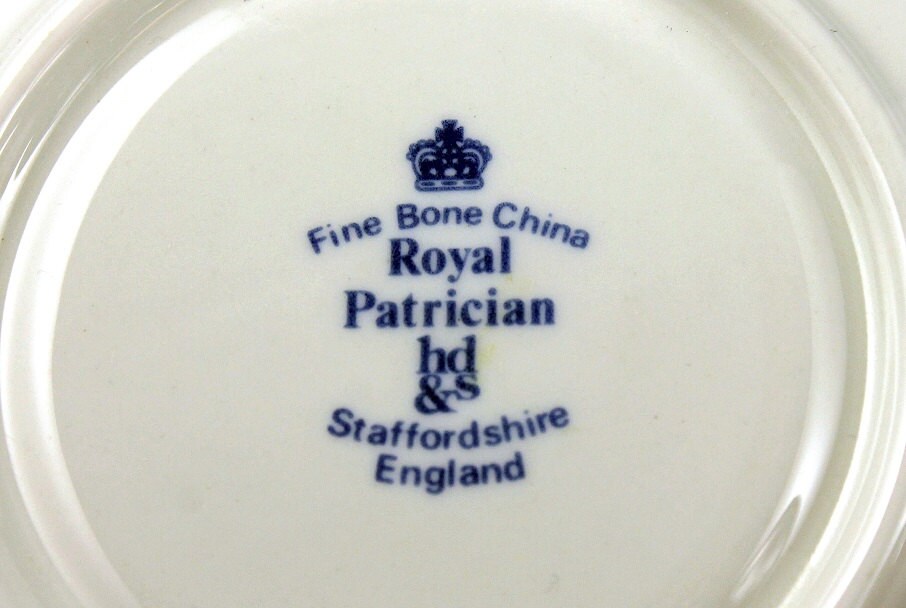 Fine Bone China
Royal
Patrician
hd
&s
Staffordshire
England